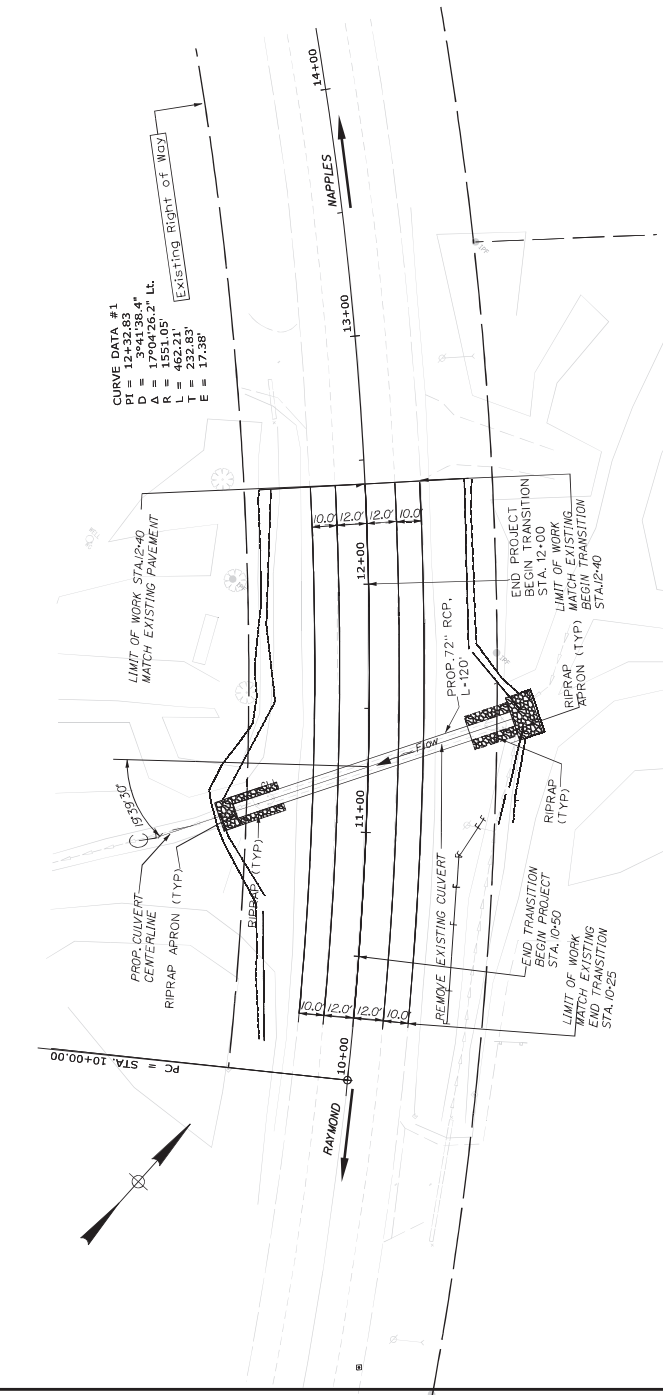 CURVE DATA #1
PI = 12+32.83
D = 3°41'38.4"
Δ = 17°04'26.2" Lt.
R = 1551.05'
L = 462.21'
T = 232.83'
E = 17.38'
Existing Right of Way
14+00
NAPPLES
13+00
LIMIT OF WORK STA.12+40
MATCH EXISTING PAVEMENT
10.0'
12.0'
12.0'
10.0'
12+00
END PROJECT
BEGIN TRANSITION
STA. 12+00
LIMIT OF WORK
MATCH EXISTING
BEGIN TRANSITION
STA.12+40
PROP.72" RCP,
L=120'
RIPRAP
APRON (TYP)
Flow
19°39'30"
11+00
RIPRAP
(TYP)
PROP.CULVERT
CENTERLINE
RIPRAP APRON (TYP)
RIPRAP (TYP)
REMOVE EXISTING CULVERT
END TRANSITION
BEGIN PROJECT
STA. 10+50
LIMIT OF WORK
MATCH EXISTING
END TRANSITION
STA. 10+25
10.0'
12.0'
12.0'
10.0'
PC = STA. 10+00.00
10+00
RAYMOND
IPF
IPF